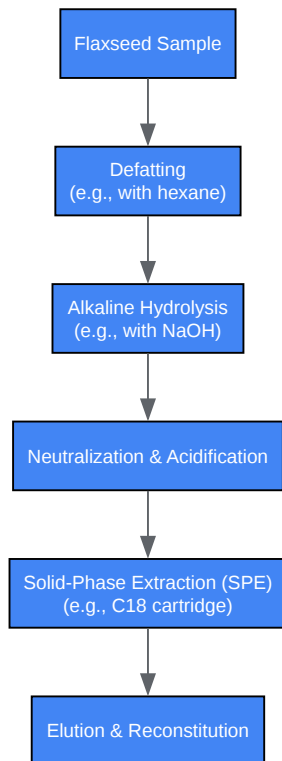 Flaxseed Sample
Defatting
(e.g., with hexane)
Alkaline Hydrolysis
(e.g., with NaOH)
Neutralization & Acidification
Solid-Phase Extraction (SPE)
(e.g., C18 cartridge)
Elution & Reconstitution